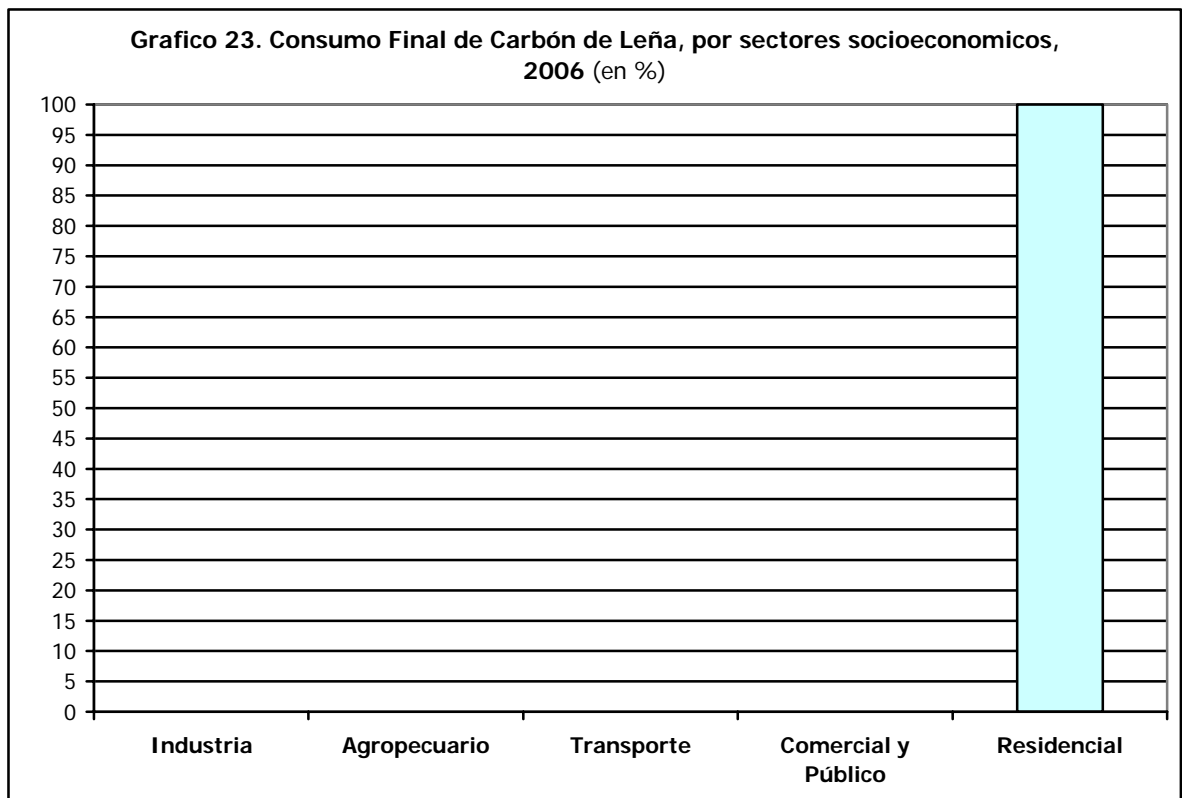 Grafico 23. Consumo Final de Carbón de Leña, por sectores socioeconomicos,
2006 (en %)
100
95
90
85
80
75
70
65
60
55
50
45
40
35
30
25
20
15
10
5
0
Industria
Agropecuario
Transporte
Comercial y
Público
Residencial